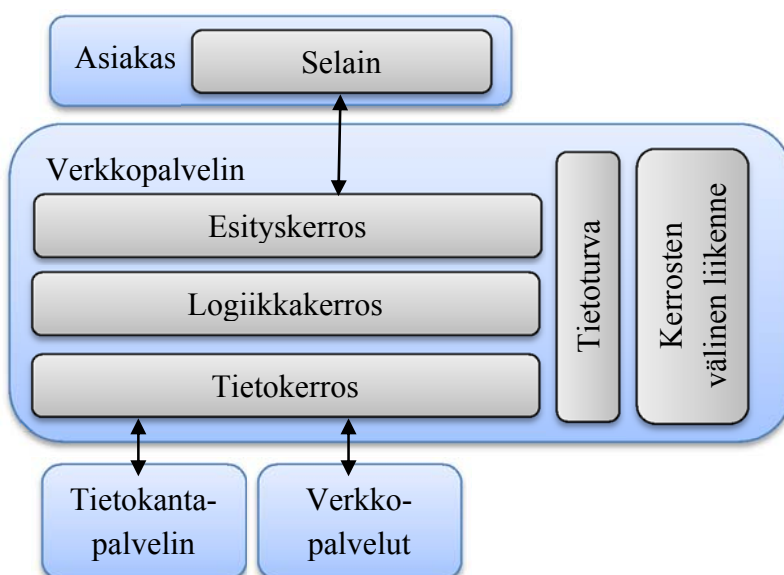 Asiakas
Selain
Verkkopalvelin
Esityskerros
Logiikkakerros
Tietokerros
Tietoturva
Kerrosten
välinen liikenne
Tietokanta-
palvelin
Verkko-
palvelut